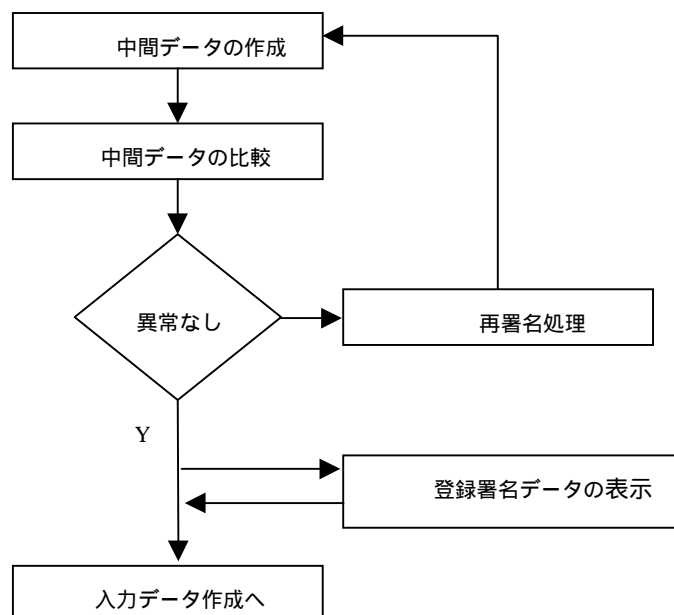 中間データの作成
中間データの比較
異常なし
再署名処理
Y
登録署名データの表示
入力データ作成へ